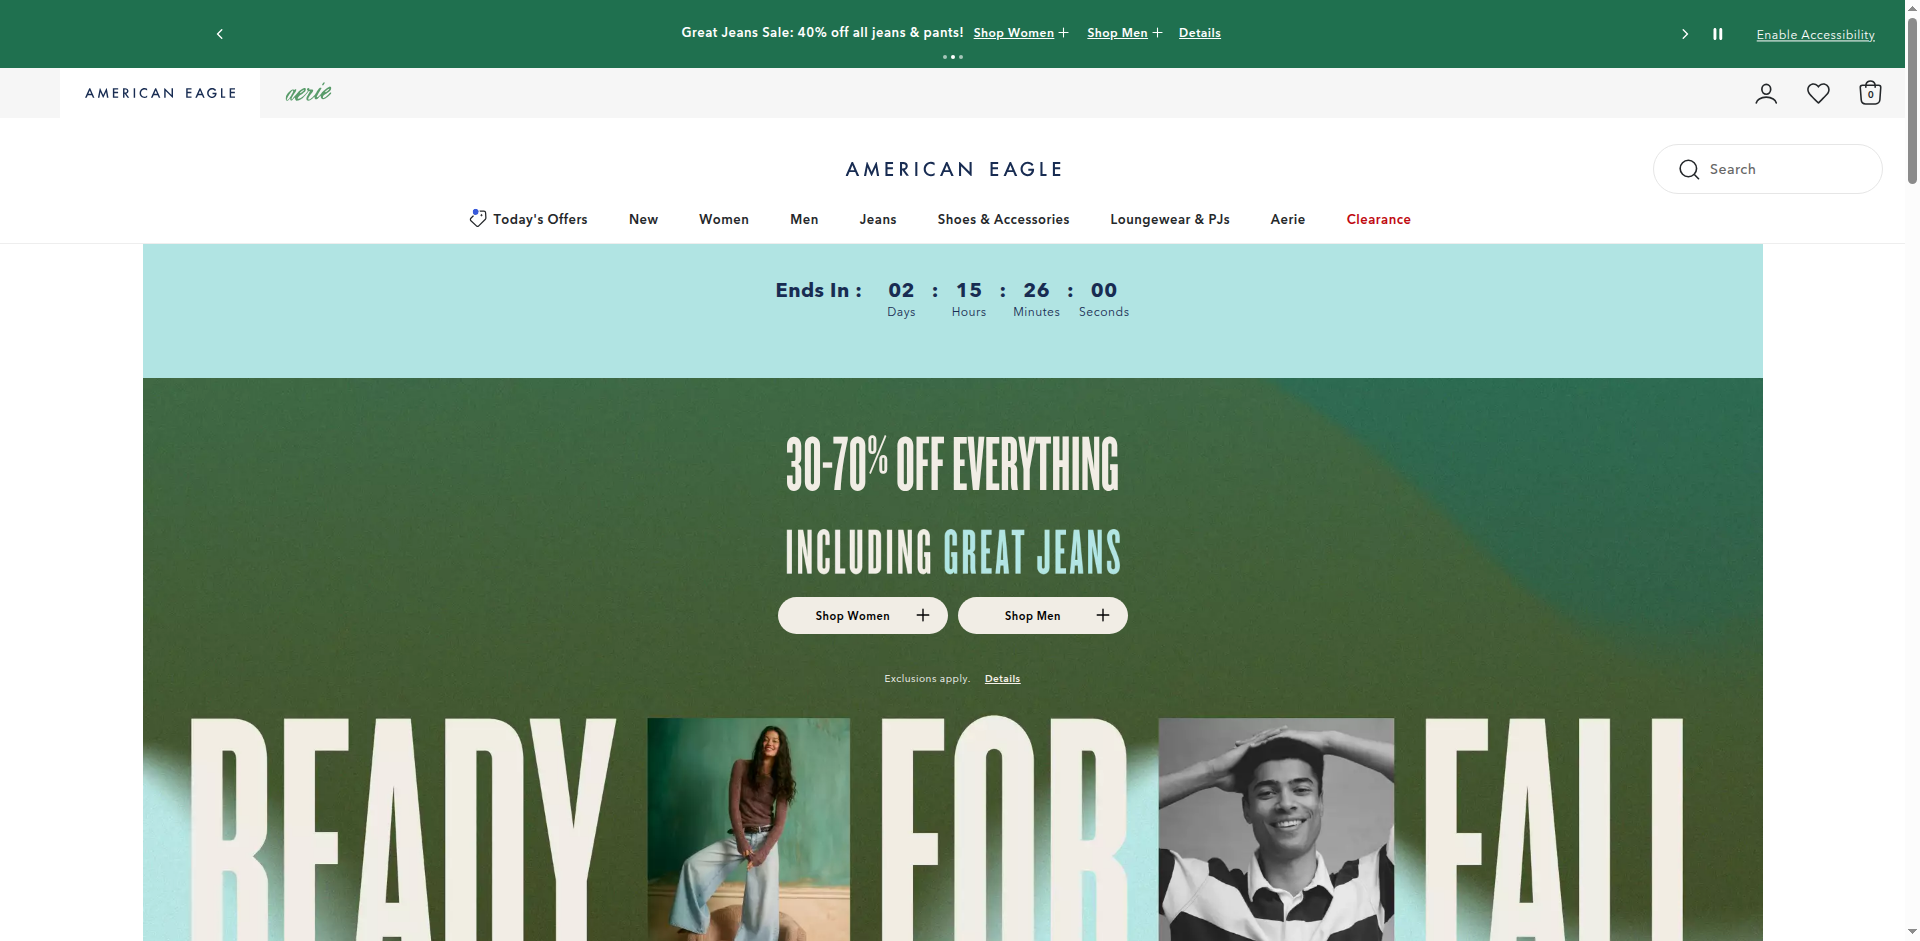 Great Jeans Sale: 40% off all jeans & pants! Shop Women + Shop Men + Details
Enable Accessibility
AMERICAN EAGLE
aerie
0
AMERICAN EAGLE
Search
Today's Offers New Women Men Jeans Shoes & Accessories Loungewear & PJs Aerie Clearance
Ends In : 02 : 15 : 26 : 00
Days Hours Minutes Seconds
30-70% OFF EVERYTHING
INCLUDING GREAT JEANS
Shop Women +
Shop Men +
Exclusions apply. Details
READY FOR FALL